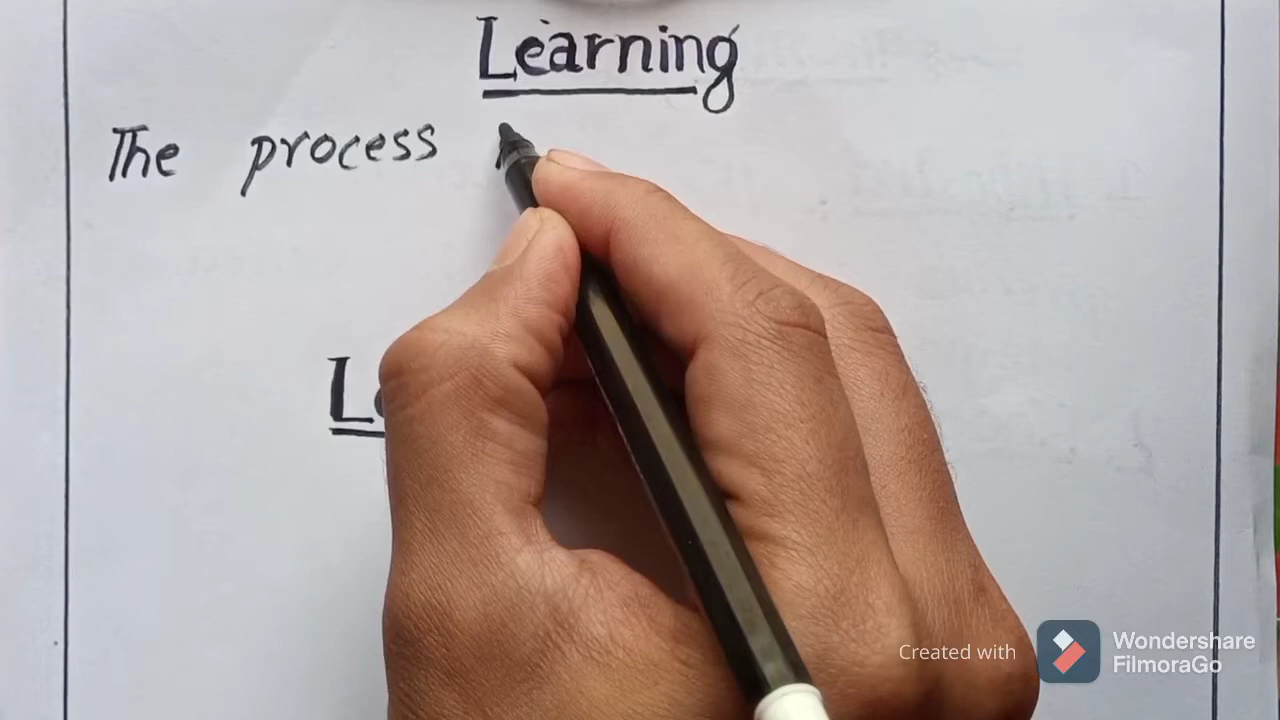 Learning
The process
Created with
Wondershare
FilmoraGo